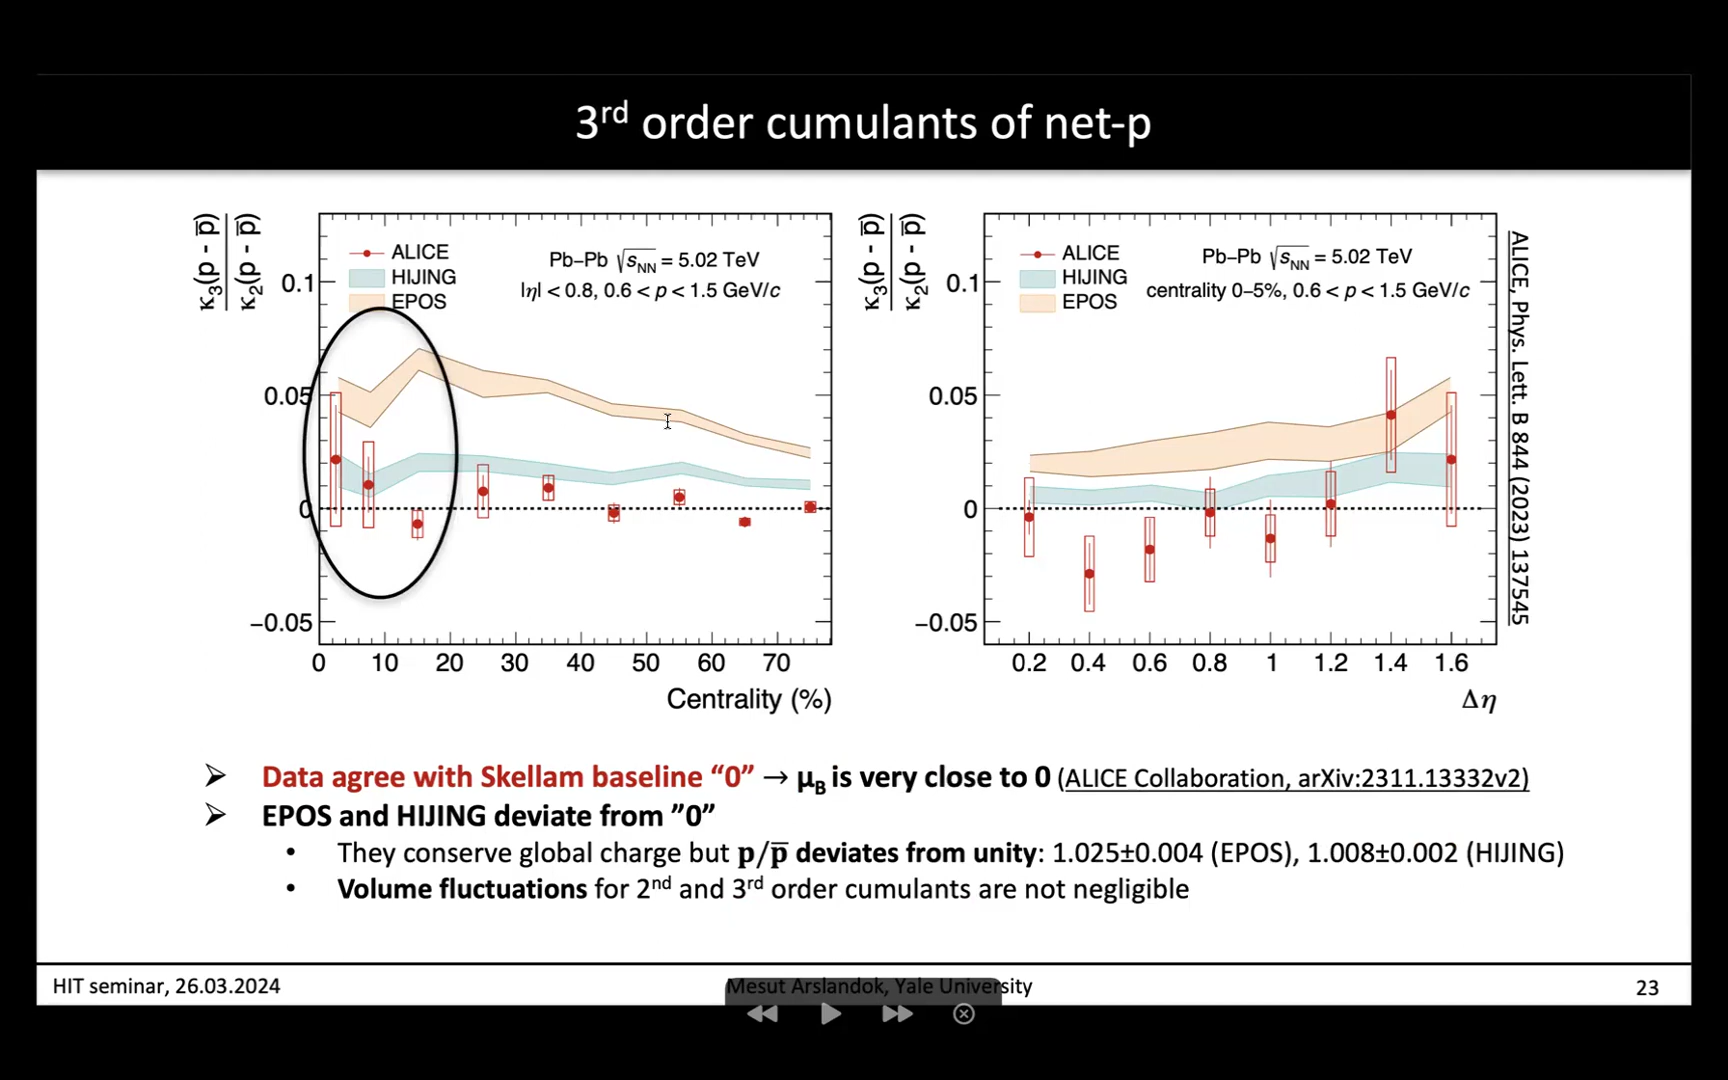 3rd order cumulants of net-p
κ3(p - p̅)
κ2(p - p̅)
ALICE
HIJING
EPOS
Pb–Pb √sNN = 5.02 TeV
|η| < 0.8, 0.6 < p < 1.5 GeV/c
0.1
0.05
0
−0.05
0 10 20 30 40 50 60 70
Centrality (%)
κ3(p - p̅)
κ2(p - p̅)
ALICE
HIJING
EPOS
Pb–Pb √sNN = 5.02 TeV
centrality 0–5%, 0.6 < p < 1.5 GeV/c
0.1
0.05
0
−0.05
0.2 0.4 0.6 0.8 1 1.2 1.4 1.6
Δη
ALICE, Phys. Lett. B 844 (2023) 137545
➢ Data agree with Skellam baseline “0” → μB is very close to 0 (ALICE Collaboration, arXiv:2311.13332v2)
➢ EPOS and HIJING deviate from ”0”
• They conserve global charge but p/p̅ deviates from unity: 1.025±0.004 (EPOS), 1.008±0.002 (HIJING)
• Volume fluctuations for 2nd and 3rd order cumulants are not negligible
HIT seminar, 26.03.2024
Mesut Arslandok, Yale University
23